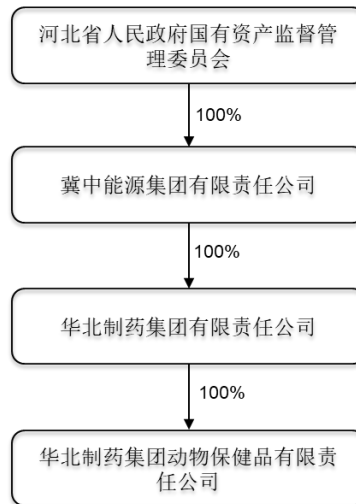 河北省人民政府国有资产监督管
理委员会
100%
冀中能源集团有限责任公司
100%
华北制药集团有限责任公司
100%
华北制药集团动物保健品有限责
任公司